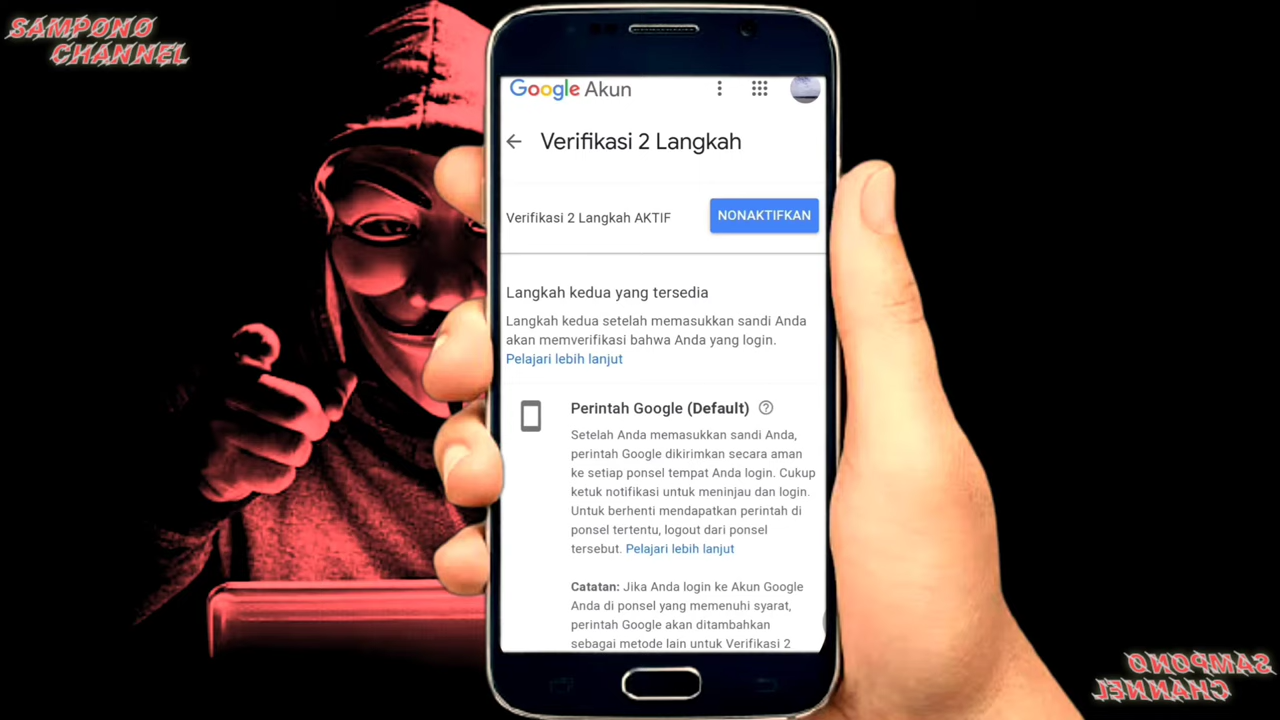 SAMPONO
CHANNEL
Google Akun
Verifikasi 2 Langkah
Verifikasi 2 Langkah AKTIF
NONAKTIFKAN
Langkah kedua yang tersedia
Langkah kedua setelah memasukkan sandi Anda
akan memverifikasi bahwa Anda yang login.
Pelajari lebih lanjut
Perintah Google (Default)
Setelah Anda memasukkan sandi Anda,
perintah Google dikirimkan secara aman
ke setiap ponsel tempat Anda login. Cukup
ketuk notifikasi untuk meninjau dan login.
Untuk berhenti mendapatkan perintah di
ponsel tertentu, logout dari ponsel
tersebut. Pelajari lebih lanjut
Catatan: Jika Anda login ke Akun Google
Anda di ponsel yang memenuhi syarat,
perintah Google akan ditambahkan
sebagai metode lain untuk Verifikasi 2
SAMPONO
CHANNEL